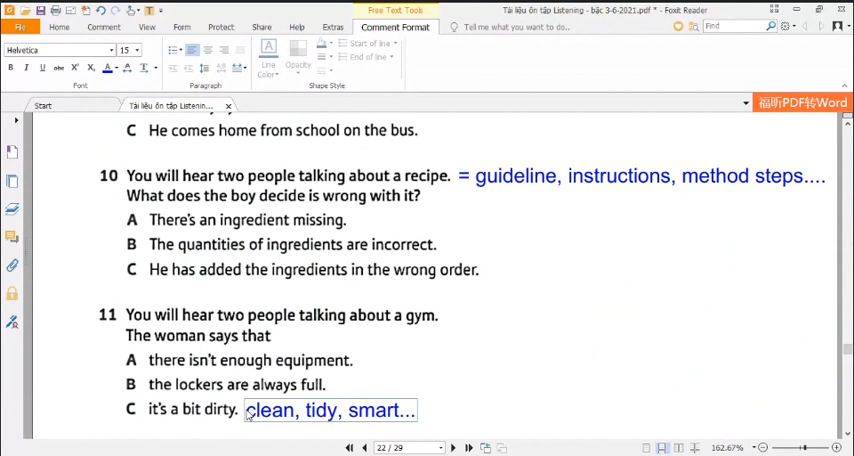 Free Text Tools
Tài liệu ôn tập Listening - bậc 3-6-2021.pdf * - Foxit Reader
File
Home
Comment
View
Form
Protect
Share
Help
Extras
Comment Format
Tell me what you want to do..
Find
Helvetica
15
B I U abc X² X₂ A A T
Font
Paragraph
Line Color
Opacity
Start of line
End of line
Shape Style
Start
Tài liệu ôn tập Listenin...
福昕PDF转Word
C He comes home from school on the bus.
10 You will hear two people talking about a recipe. = guideline, instructions, method steps....
What does the boy decide is wrong with it?
A There's an ingredient missing.
B The quantities of ingredients are incorrect.
C He has added the ingredients in the wrong order.
11 You will hear two people talking about a gym.
The woman says that
A there isn't enough equipment.
B the lockers are always full.
C it's a bit dirty. clean, tidy, smart...
22 / 29
162.67%